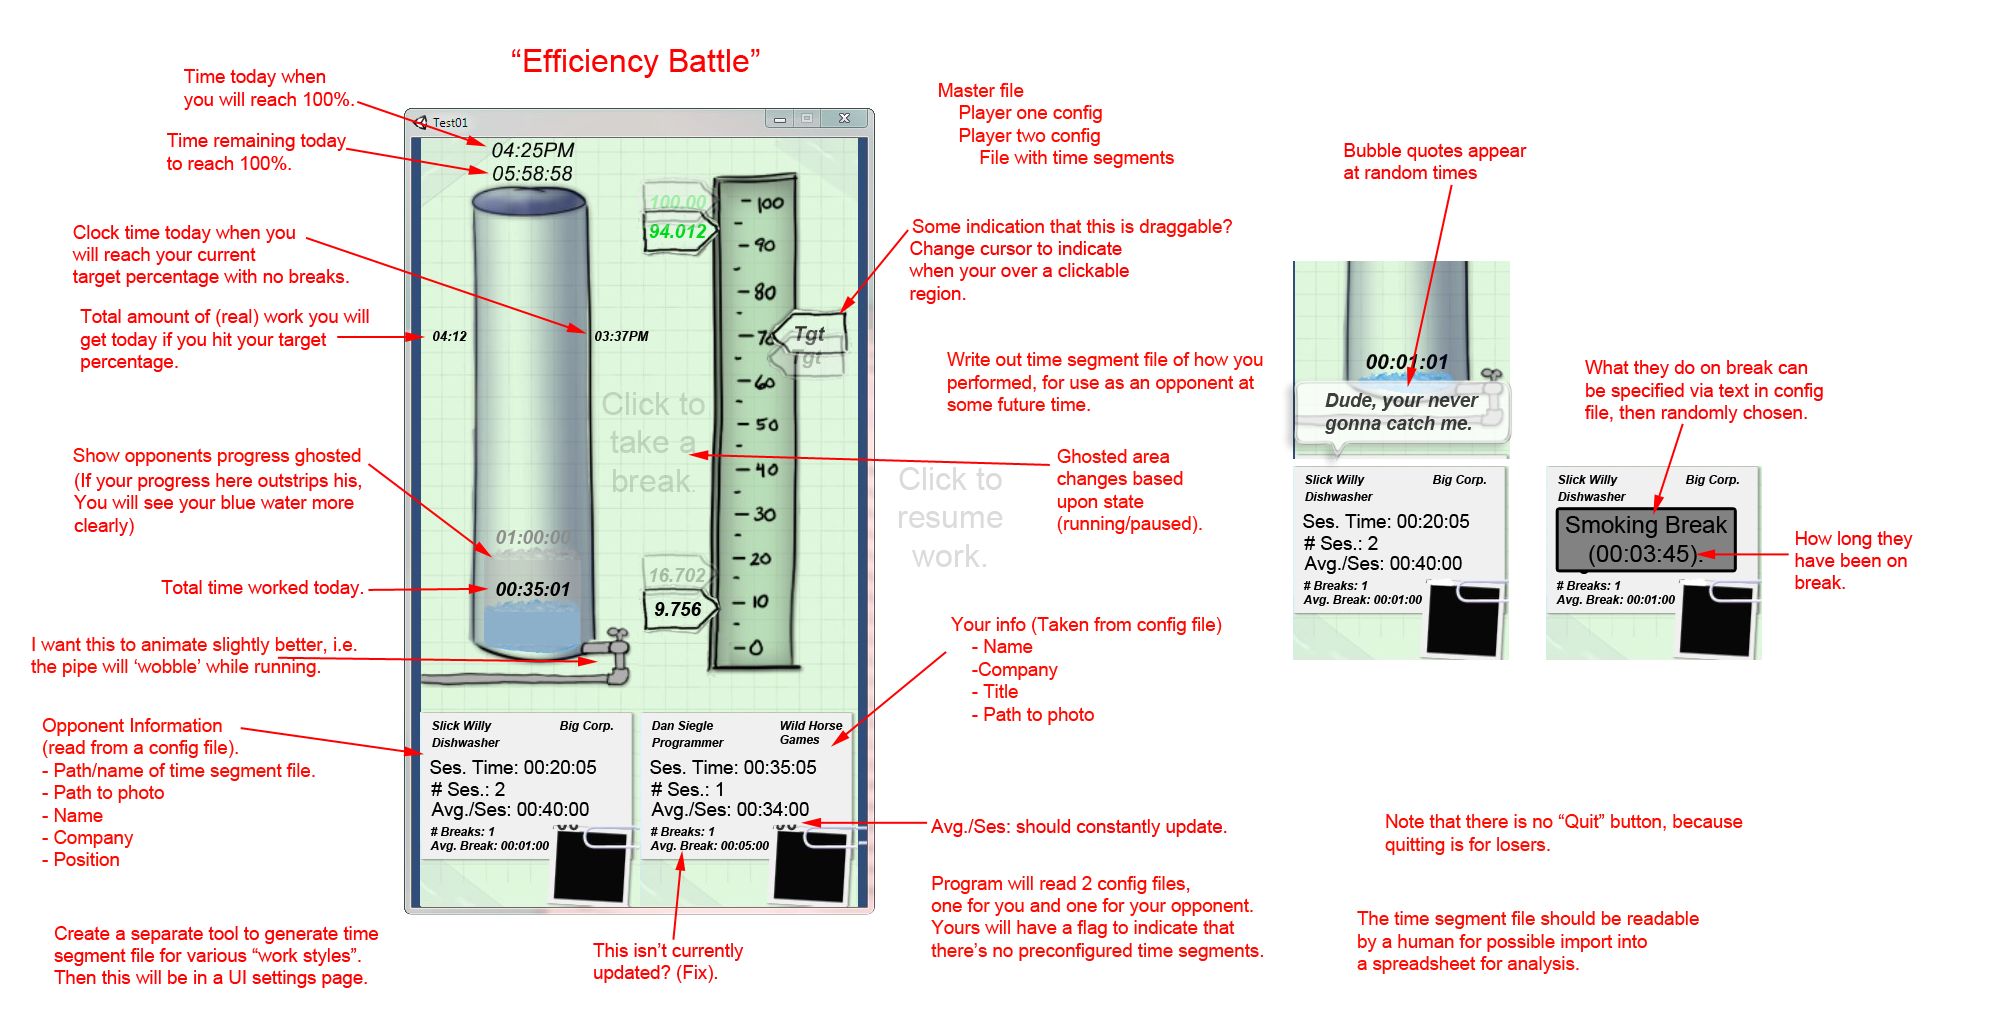 “Efficiency Battle”
Time today when
you will reach 100%.
Time remaining today
to reach 100%.
Clock time today when you
will reach your current
target percentage with no breaks.
Total amount of (real) work you will
get today if you hit your target
percentage.
Show opponents progress ghosted
(If your progress here outstrips his,
You will see your blue water more
clearly)
Total time worked today.
I want this to animate slightly better, i.e.
the pipe will ‘wobble’ while running.
Opponent Information
(read from a config file).
- Path/name of time segment file.
- Path to photo
- Name
- Company
- Position
Create a separate tool to generate time
segment file for various “work styles”.
Then this will be in a UI settings page.
Test01
04:25PM
05:58:58
04:12
03:37PM
Click to
take a
break.
01:00:00
00:35:01
100.00
94.012
16.702
9.756
100
90
80
70
60
50
40
30
20
10
0
Tgt
Tgt
Slick Willy
Big Corp.
Dishwasher
Ses. Time: 00:20:05
# Ses.: 2
Avg./Ses: 00:40:00
# Breaks: 1
Avg. Break: 00:01:00
Dan Siegle
Wild Horse
Games
Programmer
Ses. Time: 00:35:05
# Ses.: 1
Avg./Ses: 00:34:00
# Breaks: 1
Avg. Break: 00:05:00
This isn’t currently
updated? (Fix).
Master file
Player one config
Player two config
File with time segments
Some indication that this is draggable?
Change cursor to indicate
when your over a clickable
region.
Write out time segment file of how you
performed, for use as an opponent at
some future time.
Ghosted area
changes based
upon state
(running/paused).
Click to
resume
work.
Your info (Taken from config file)
- Name
-Company
- Title
- Path to photo
Avg./Ses: should constantly update.
Program will read 2 config files,
one for you and one for your opponent.
Yours will have a flag to indicate that
there’s no preconfigured time segments.
Bubble quotes appear
at random times
00:01:01
Dude, your never
gonna catch me.
Slick Willy
Big Corp.
Dishwasher
Ses. Time: 00:20:05
# Ses.: 2
Avg./Ses: 00:40:00
# Breaks: 1
Avg. Break: 00:01:00
What they do on break can
be specified via text in config
file, then randomly chosen.
Slick Willy
Big Corp.
Dishwasher
Smoking Break
(00:03:45).
# Breaks: 1
Avg. Break: 00:01:00
How long they
have been on
break.
Note that there is no “Quit” button, because
quitting is for losers.
The time segment file should be readable
by a human for possible import into
a spreadsheet for analysis.